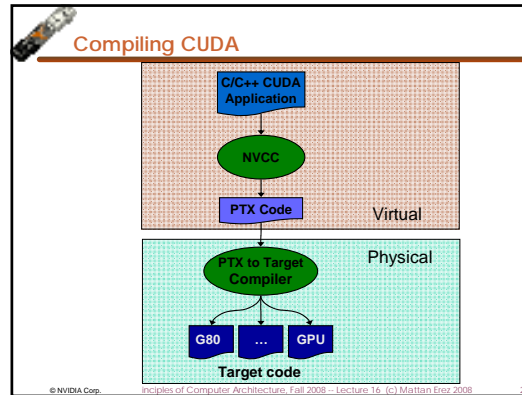 Compiling CUDA
C/C++ CUDA
Application
NVCC
PTX Code
Virtual
Physical
PTX to Target
Compiler
G80
...
GPU
Target code
© NVIDIA Corp.
inciples of Computer Architecture, Fall 2008 -- Lecture 16 (c) Mattan Erez 2008